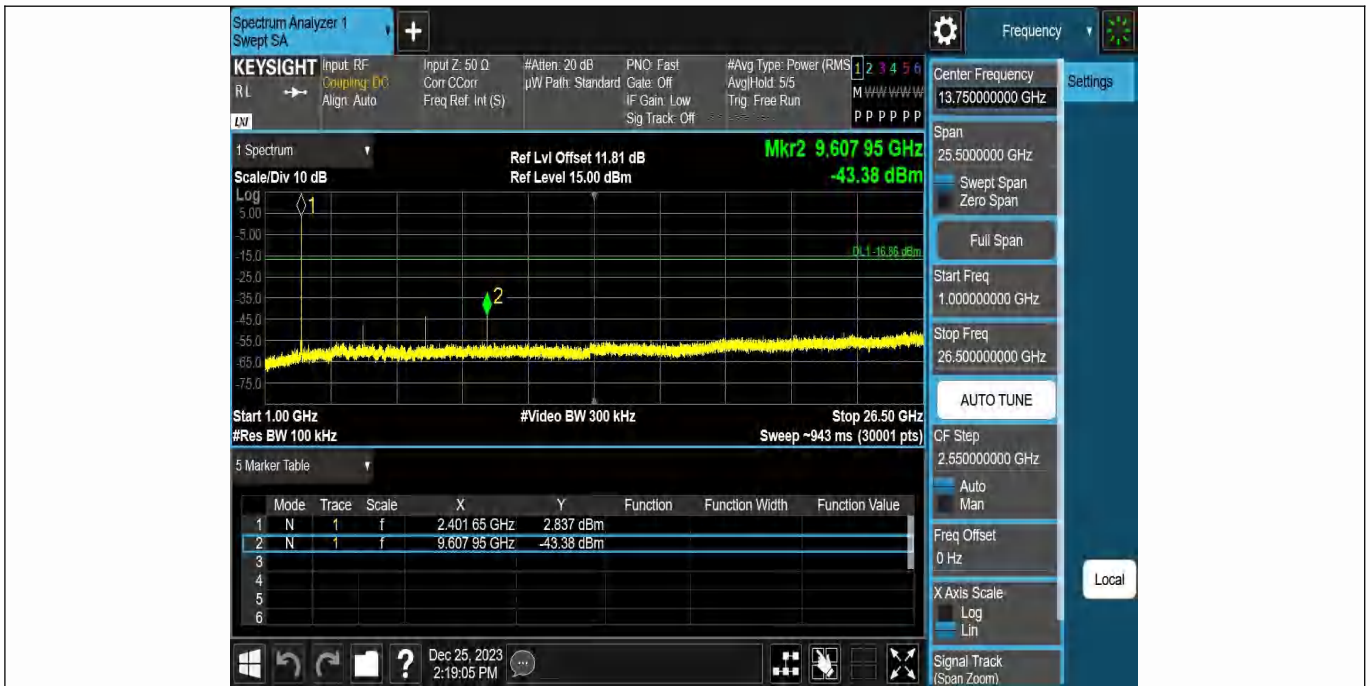 Spectrum Analyzer 1
Swept SA
+
Frequency
KEYSIGHT
RL
LXI
Input: RF
Coupling: DC
Align: Auto
Input Z: 50 Ω
Corr CCorr
Freq Ref: Int (S)
#Atten: 20 dB
µW Path: Standard
PNO: Fast
Gate: Off
IF Gain: Low
Sig Track: Off
#Avg Type: Power (RMS
Avg|Hold: 5/5
Trig: Free Run
1 2 3 4 5 6
M W W W W W
P P P P P P
Center Frequency
13.750000000 GHz
Settings
1 Spectrum
Scale/Div 10 dB
Ref Lvl Offset 11.81 dB
Ref Level 15.00 dBm
Mkr2 9.607 95 GHz
-43.38 dBm
Log
5.00
-5.00
-15.0
-25.0
-35.0
-45.0
-55.0
-65.0
-75.0
1
2
DL1 -16.86 dBm
Start 1.00 GHz
#Res BW 100 kHz
#Video BW 300 kHz
Stop 26.50 GHz
Sweep ~943 ms (30001 pts)
Span
25.5000000 GHz
Swept Span
Zero Span
Full Span
Start Freq
1.000000000 GHz
Stop Freq
26.500000000 GHz
AUTO TUNE
CF Step
2.550000000 GHz
Auto
Man
Freq Offset
0 Hz
X Axis Scale
Log
Lin
Signal Track
(Span Zoom)
Local
5 Marker Table
Mode Trace Scale X Y Function Function Width Function Value
1 N 1 f 2.401 65 GHz 2.837 dBm
2 N 1 f 9.607 95 GHz -43.38 dBm
3
4
5
6
?
Dec 25, 2023
2:19:05 PM